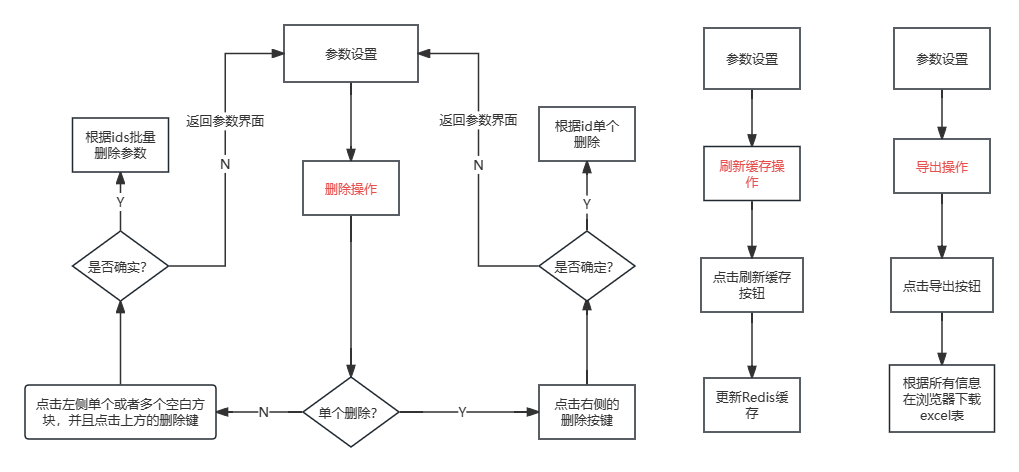 参数设置
返回参数界面
N
返回参数界面
N
根据ids批量
删除参数
Y
根据id单个
删除
Y
删除操作
是否确实?
是否确定?
点击左侧单个或者多个空白方
块，并且点击上方的删除键
N
单个删除?
Y
点击右侧的
删除按键
参数设置
刷新缓存操
作
点击刷新缓存
按钮
更新Redis缓
存
参数设置
导出操作
点击导出按钮
根据所有信息
在浏览器下载
excel表